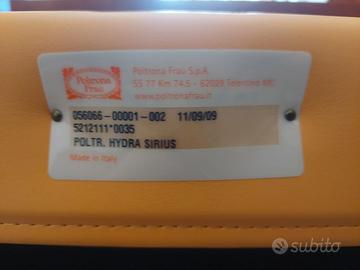 Poltrona
Frau
Poltrona Frau S.p.A.
SS 77 Km 74,5 - 62029 Tolentino MC
www.poltronafrau.it
056066-00001-002 11/09/09
5212111*0035
POLTR. HYDRA SIRIUS
Made in Italy
subito